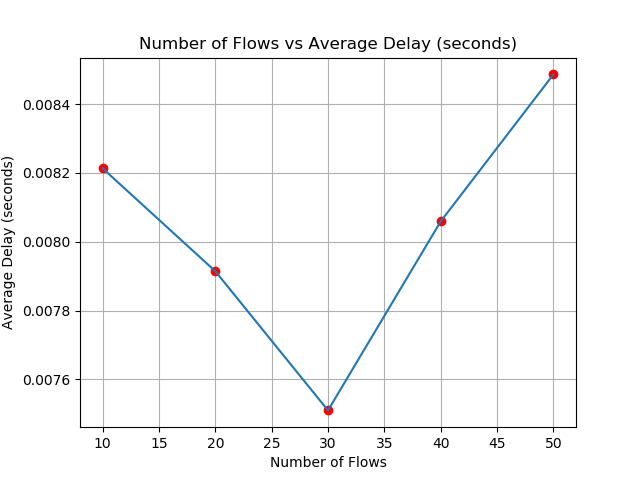 Number of Flows vs Average Delay (seconds)
Average Delay (seconds)
0.0084
0.0082
0.0080
0.0078
0.0076
10 15 20 25 30 35 40 45 50
Number of Flows